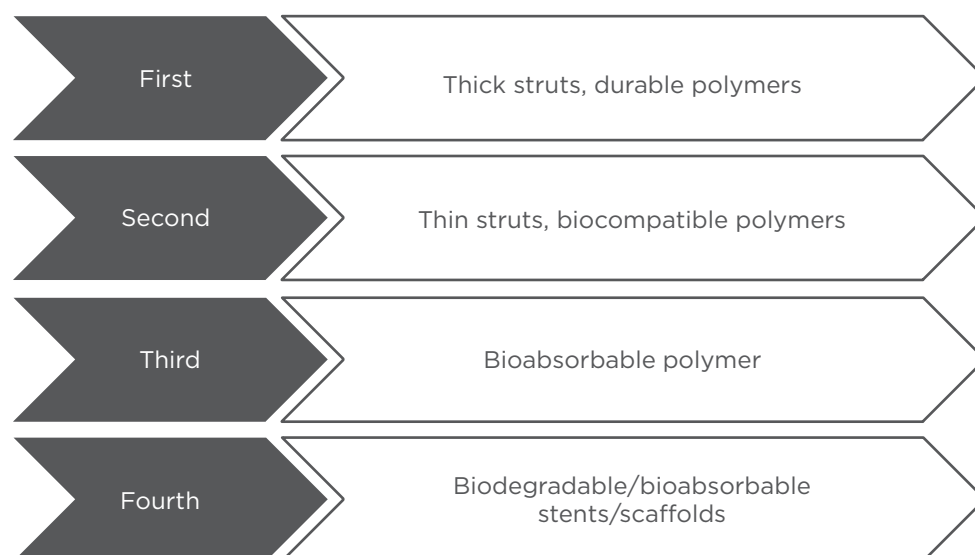 First
Thick struts, durable polymers
Second
Thin struts, biocompatible polymers
Third
Bioabsorbable polymer
Fourth
Biodegradable/bioabsorbable
stents/scaffolds